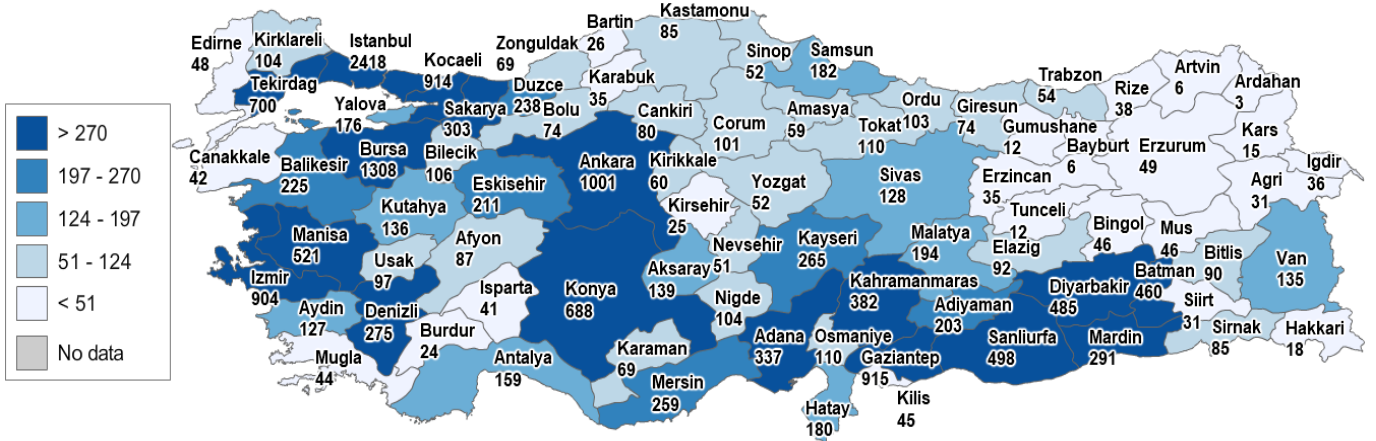 > 270
197 - 270
124 - 197
51 - 124
< 51
No data
Edirne
48
Kirklareli
104
Istanbul
2418
Tekirdag
700
Kocaeli
914
Yalova
176
Sakarya
303
Zonguldak
69
Duzce
238
Bolu
74
Bartin
26
Karabuk
35
Kastamonu
85
Cankiri
80
Sinop
52
Samsun
182
Corum
101
Amasya
59
Tokat
110
Ordu
103
Giresun
74
Trabzon
54
Gumushane
12
Bayburt
6
Rize
38
Artvin
6
Ardahan
3
Kars
15
Igdir
36
Erzurum
49
Agri
31
Canakkale
42
Balikesir
225
Bursa
1308
Bilecik
106
Eskisehir
211
Ankara
1001
Kirikkale
60
Kirsehir
25
Yozgat
52
Sivas
128
Erzincan
35
Tunceli
12
Elazig
92
Bingol
46
Mus
46
Bitlis
90
Van
135
Kutahya
136
Manisa
521
Usak
97
Afyon
87
Izmir
904
Aydin
127
Denizli
275
Mugla
44
Burdur
24
Isparta
41
Antalya
159
Konya
688
Aksaray
139
Nevsehir
51
Nigde
104
Kayseri
265
Malatya
194
Kahramanmaras
382
Adiyaman
203
Diyarbakir
485
Batman
460
Siirt
31
Sirnak
85
Hakkari
18
Karaman
69
Mersin
259
Adana
337
Osmaniye
110
Gaziantep
915
Kilis
45
Hatay
180
Sanliurfa
498
Mardin
291